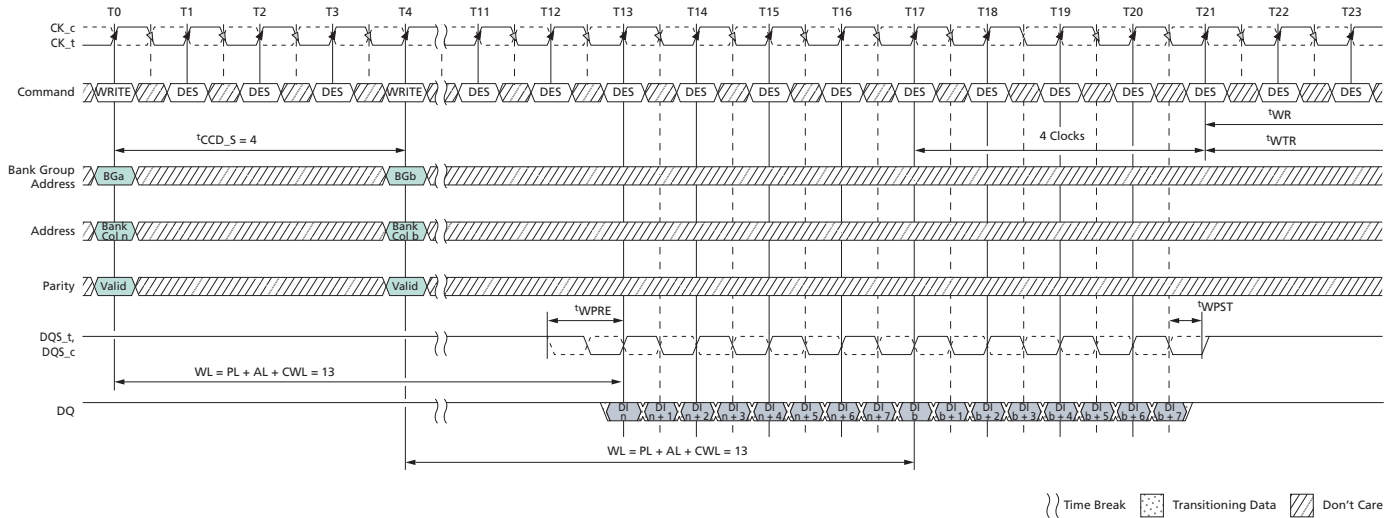 T0 T1 T2 T3 T4 T11 T12 T13 T14 T15 T16 T17 T18 T19 T20 T21 T22 T23
CK_c
CK_t
Command WRITE DES DES DES WRITE DES DES DES DES DES DES DES DES DES DES DES DES DES
tWR
tCCD_S = 4 4 Clocks tWTR
Bank Group
Address BGa BGb
Address Bank
Col n Bank
Col b
Parity Valid Valid
tWPRE tWPST
DQS_t,
DQS_c
WL = PL + AL + CWL = 13
DQ DI
n DI
n + 1 DI
n + 2 DI
n + 3 DI
n + 4 DI
n + 5 DI
n + 6 DI
n + 7 DI
b DI
b + 1 DI
b + 2 DI
b + 3 DI
b + 4 DI
b + 5 DI
b + 6 DI
b + 7
WL = PL + AL + CWL = 13
Time Break Transitioning Data Don't Care